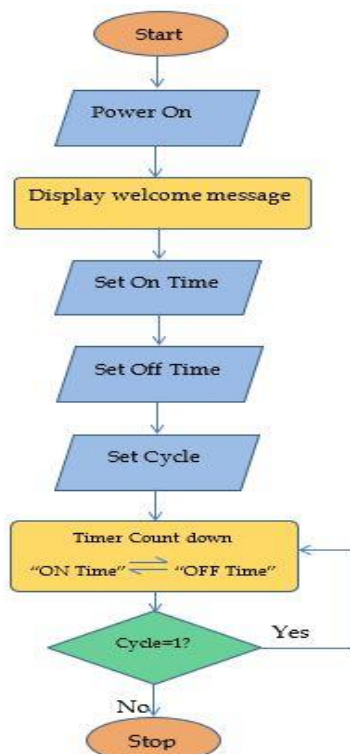 Start
Power On
Display welcome message
Set On Time
Set Off Time
Set Cycle
Timer Count down
“ON Time” “OFF Time”
Cycle=1?
Yes
No
Stop